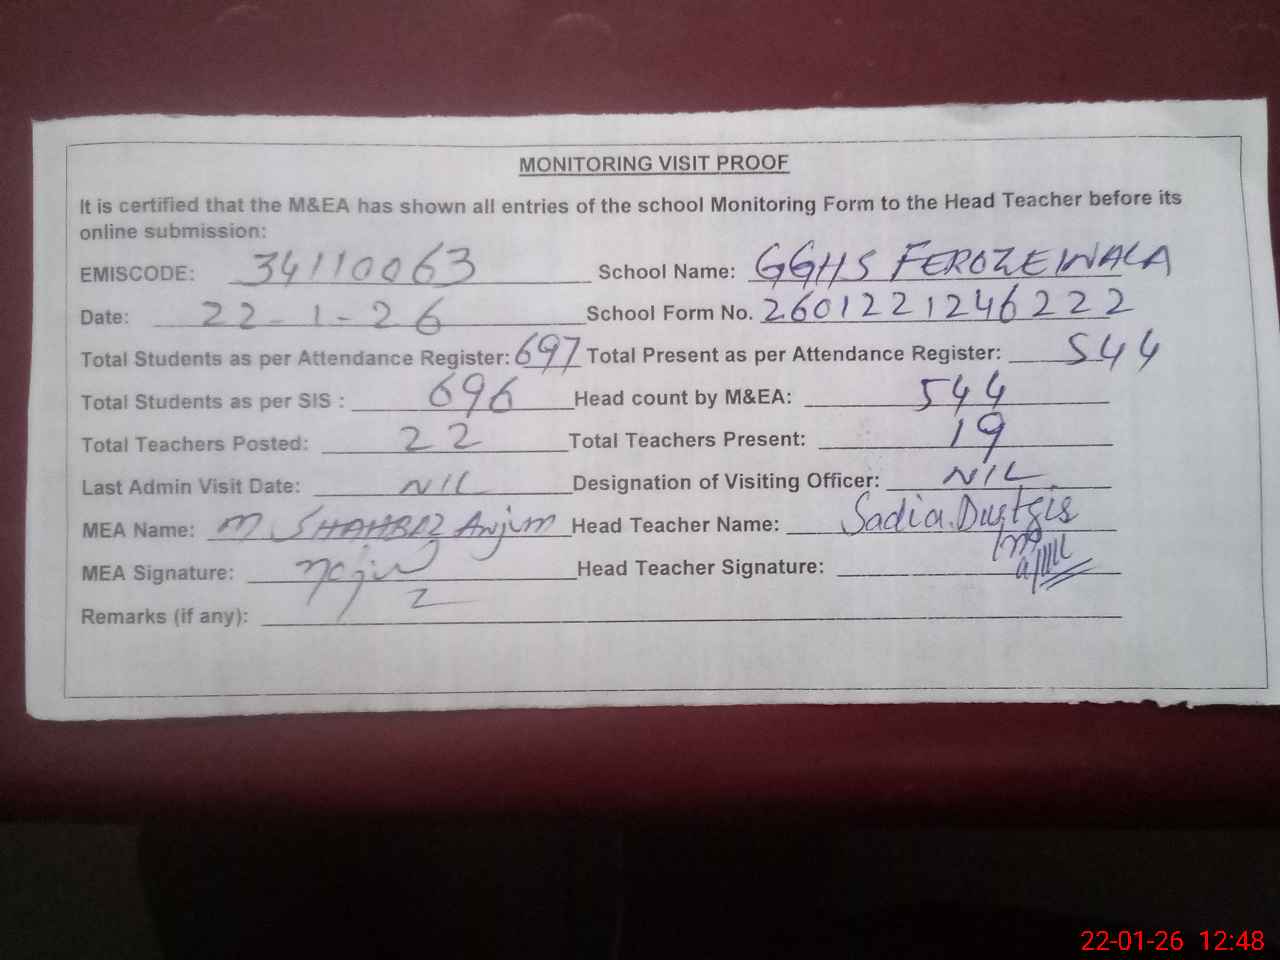 MONITORING VISIT PROOF
It is certified that the M&EA has shown all entries of the school Monitoring Form to the Head Teacher before its
online submission:
EMISCODE: 34110063 School Name: GGHS FEROZEWALA
Date: 22-1-26 School Form No. 2601221246222
Total Students as per Attendance Register: 697 Total Present as per Attendance Register: 544
Total Students as per SIS : 696 Head count by M&EA: 544
Total Teachers Posted: 22 Total Teachers Present: 19
Last Admin Visit Date: NIL Designation of Visiting Officer: NIL
MEA Name: M SHAHBAZ Anjum Head Teacher Name: Sadia
MEA Signature: Head Teacher Signature:
Remarks (if any):
22-01-26 12:48